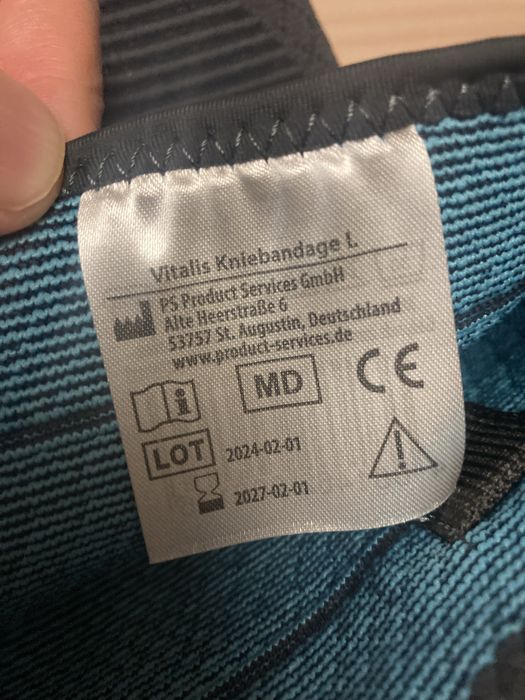 Vitalis Kniebandage L
PS Product Services GmbH
Alte Heerstraße 6
53757 St. Augustin, Deutschland
www.product-services.de
i MD CE
LOT 2024-02-01
2027-02-01